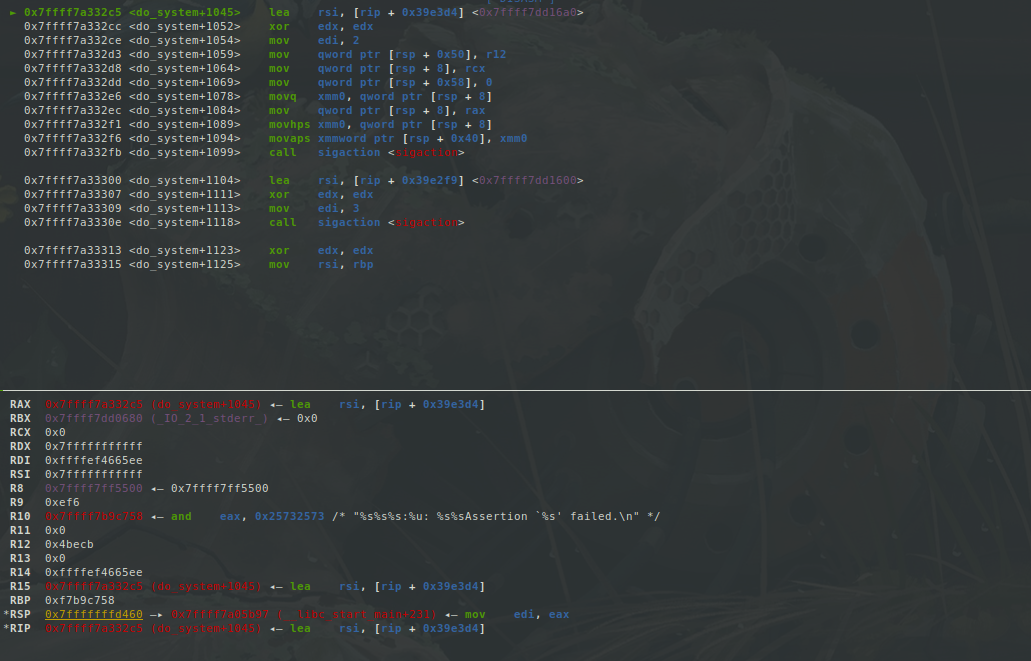 ► 0x7ffff7a332c5 <do_system+1045>    lea    rsi, [rip + 0x39e3d4] <0x7ffff7dd16a0>
0x7ffff7a332cc <do_system+1052>    xor    edx, edx
0x7ffff7a332ce <do_system+1054>    mov    edi, 2
0x7ffff7a332d3 <do_system+1059>    mov    qword ptr [rsp + 0x50], r12
0x7ffff7a332d8 <do_system+1064>    mov    qword ptr [rsp + 8], rcx
0x7ffff7a332dd <do_system+1069>    mov    qword ptr [rsp + 0x58], 0
0x7ffff7a332e6 <do_system+1078>    movq   xmm0, qword ptr [rsp + 8]
0x7ffff7a332ec <do_system+1084>    mov    qword ptr [rsp + 8], rax
0x7ffff7a332f1 <do_system+1089>    movhps xmm0, qword ptr [rsp + 8]
0x7ffff7a332f6 <do_system+1094>    movaps xmmword ptr [rsp + 0x40], xmm0
0x7ffff7a332fb <do_system+1099>    call   sigaction <sigaction>
0x7ffff7a33300 <do_system+1104>    lea    rsi, [rip + 0x39e2f9] <0x7ffff7dd1600>
0x7ffff7a33307 <do_system+1111>    xor    edx, edx
0x7ffff7a33309 <do_system+1113>    mov    edi, 3
0x7ffff7a3330e <do_system+1118>    call   sigaction <sigaction>
0x7ffff7a33313 <do_system+1123>    xor    edx, edx
0x7ffff7a33315 <do_system+1125>    mov    rsi, rbp
RAX  0x7ffff7a332c5 (do_system+1045) ◂— lea    rsi, [rip + 0x39e3d4]
RBX  0x7ffff7dd0680 (_IO_2_1_stderr_) ◂— 0x0
RCX  0x0
RDX  0x7fffffffffff
RDI  0xffffef4665ee
RSI  0x7fffffffffff
R8   0x7ffff7ff5500 ◂— 0x7ffff7ff5500
R9   0xef6
R10  0x7ffff7b9c758 ◂— and    eax, 0x25732573 /* "%s%s%s:%u: %s%sAssertion `%s' failed.\n" */
R11  0x0
R12  0x4becb
R13  0x0
R14  0xffffef4665ee
R15  0x7ffff7a332c5 (do_system+1045) ◂— lea    rsi, [rip + 0x39e3d4]
RBP  0xf7b9c758
*RSP  0x7fffffffd460 —▸ 0x7ffff7a05b97 (__libc_start_main+231) ◂— mov    edi, eax
*RIP  0x7ffff7a332c5 (do_system+1045) ◂— lea    rsi, [rip + 0x39e3d4]